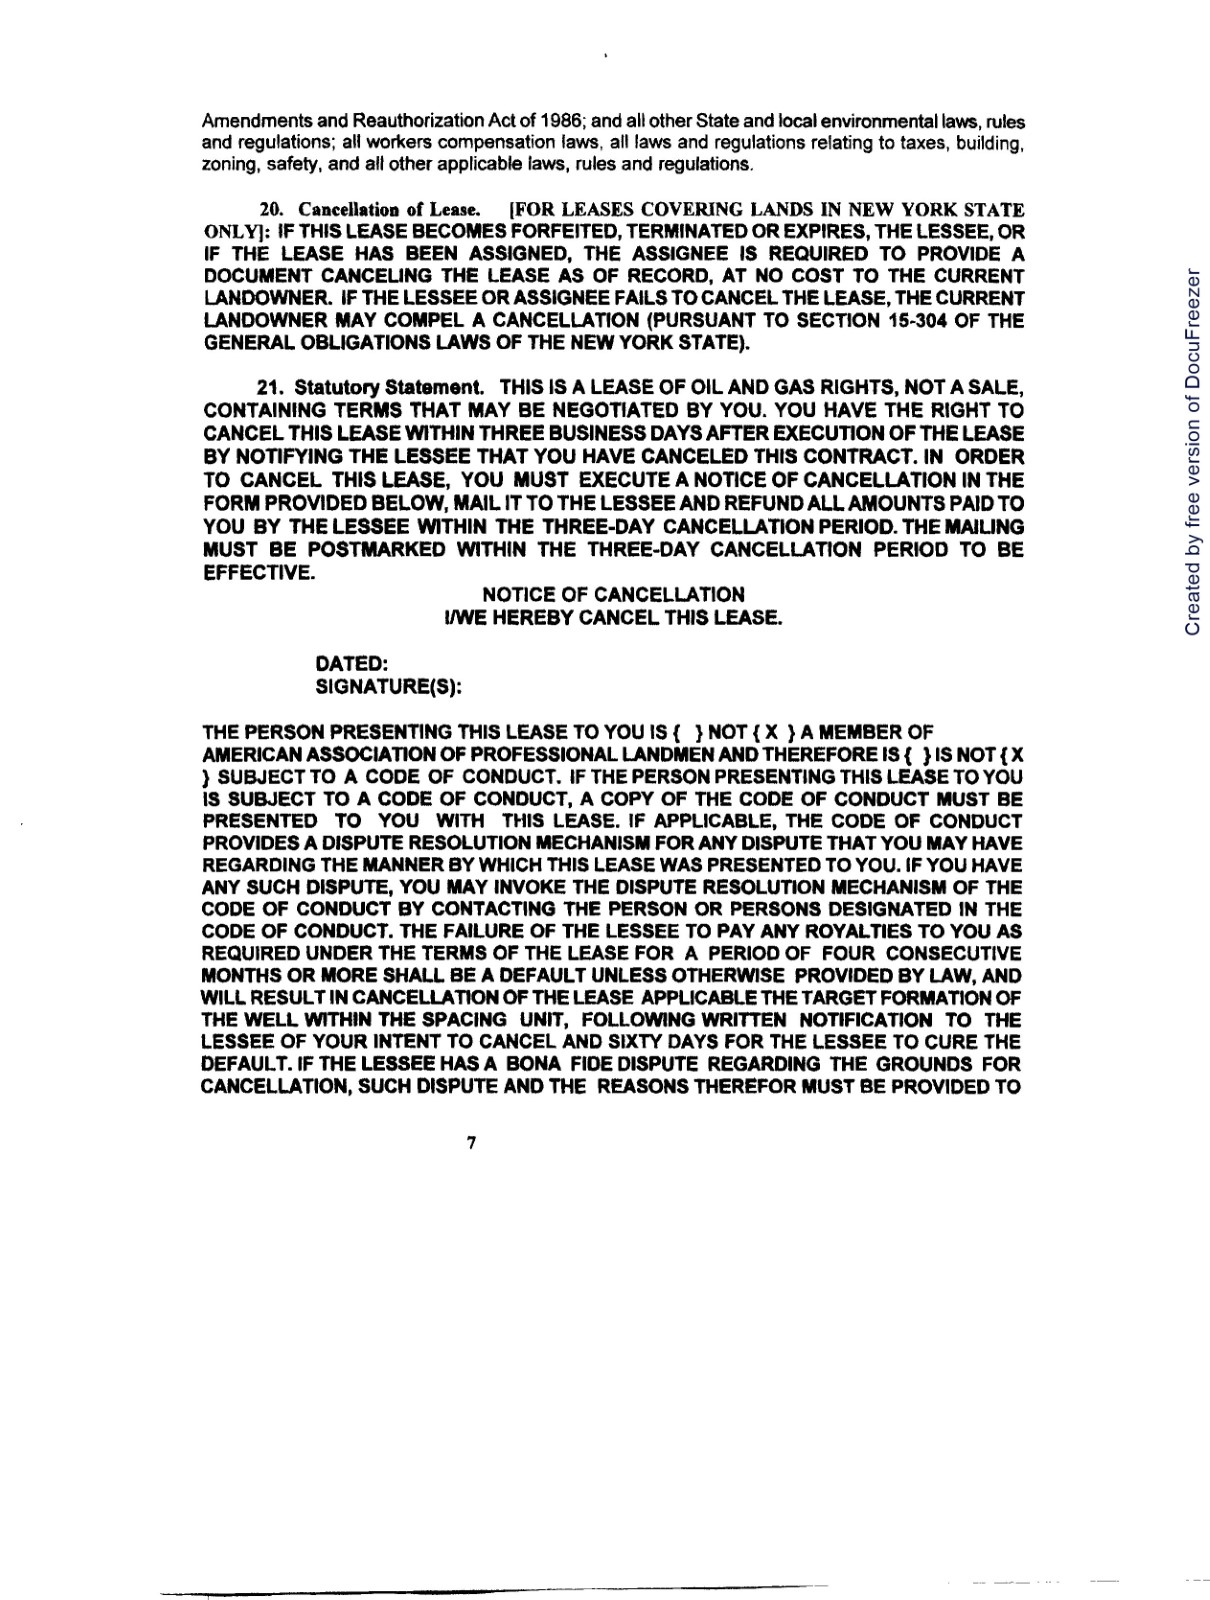 Amendments and Reauthorization Act of 1986; and all other State and local environmental laws, rules
and regulations; all workers compensation laws, all laws and regulations relating to taxes, building,
zoning, safety, and all other applicable laws, rules and regulations.
20. Cancellation of Lease. [FOR LEASES COVERING LANDS IN NEW YORK STATE
ONLY]: IF THIS LEASE BECOMES FORFEITED, TERMINATED OR EXPIRES, THE LESSEE, OR
IF THE LEASE HAS BEEN ASSIGNED, THE ASSIGNEE IS REQUIRED TO PROVIDE A
DOCUMENT CANCELING THE LEASE AS OF RECORD, AT NO COST TO THE CURRENT
LANDOWNER. IF THE LESSEE OR ASSIGNEE FAILS TO CANCEL THE LEASE, THE CURRENT
LANDOWNER MAY COMPEL A CANCELLATION (PURSUANT TO SECTION 15-304 OF THE
GENERAL OBLIGATIONS LAWS OF THE NEW YORK STATE).
21. Statutory Statement. THIS IS A LEASE OF OIL AND GAS RIGHTS, NOT A SALE,
CONTAINING TERMS THAT MAY BE NEGOTIATED BY YOU. YOU HAVE THE RIGHT TO
CANCEL THIS LEASE WITHIN THREE BUSINESS DAYS AFTER EXECUTION OF THE LEASE
BY NOTIFYING THE LESSEE THAT YOU HAVE CANCELED THIS CONTRACT. IN ORDER
TO CANCEL THIS LEASE, YOU MUST EXECUTE A NOTICE OF CANCELLATION IN THE
FORM PROVIDED BELOW, MAIL IT TO THE LESSEE AND REFUND ALL AMOUNTS PAID TO
YOU BY THE LESSEE WITHIN THE THREE-DAY CANCELLATION PERIOD. THE MAILING
MUST BE POSTMARKED WITHIN THE THREE-DAY CANCELLATION PERIOD TO BE
EFFECTIVE.
NOTICE OF CANCELLATION
I/WE HEREBY CANCEL THIS LEASE.
DATED:
SIGNATURE(S):
THE PERSON PRESENTING THIS LEASE TO YOU IS { } NOT { X } A MEMBER OF
AMERICAN ASSOCIATION OF PROFESSIONAL LANDMEN AND THEREFORE IS { } IS NOT { X
} SUBJECT TO A CODE OF CONDUCT. IF THE PERSON PRESENTING THIS LEASE TO YOU
IS SUBJECT TO A CODE OF CONDUCT, A COPY OF THE CODE OF CONDUCT MUST BE
PRESENTED TO YOU WITH THIS LEASE. IF APPLICABLE, THE CODE OF CONDUCT
PROVIDES A DISPUTE RESOLUTION MECHANISM FOR ANY DISPUTE THAT YOU MAY HAVE
REGARDING THE MANNER BY WHICH THIS LEASE WAS PRESENTED TO YOU. IF YOU HAVE
ANY SUCH DISPUTE, YOU MAY INVOKE THE DISPUTE RESOLUTION MECHANISM OF THE
CODE OF CONDUCT BY CONTACTING THE PERSON OR PERSONS DESIGNATED IN THE
CODE OF CONDUCT. THE FAILURE OF THE LESSEE TO PAY ANY ROYALTIES TO YOU AS
REQUIRED UNDER THE TERMS OF THE LEASE FOR A PERIOD OF FOUR CONSECUTIVE
MONTHS OR MORE SHALL BE A DEFAULT UNLESS OTHERWISE PROVIDED BY LAW, AND
WILL RESULT IN CANCELLATION OF THE LEASE APPLICABLE THE TARGET FORMATION OF
THE WELL WITHIN THE SPACING UNIT, FOLLOWING WRITTEN NOTIFICATION TO THE
LESSEE OF YOUR INTENT TO CANCEL AND SIXTY DAYS FOR THE LESSEE TO CURE THE
DEFAULT. IF THE LESSEE HAS A BONA FIDE DISPUTE REGARDING THE GROUNDS FOR
CANCELLATION, SUCH DISPUTE AND THE REASONS THEREFOR MUST BE PROVIDED TO
7
Created by free version of DocuFreezer